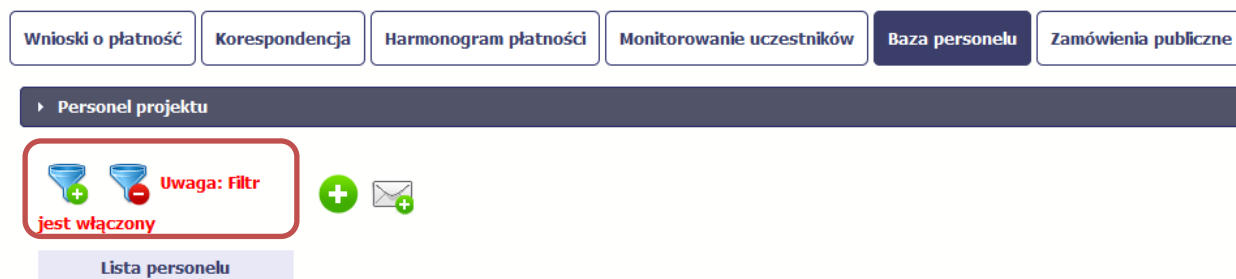 Wnioski o płatność Korespondencja Harmonogram płatności Monitorowanie uczestników Baza personelu Zamówienia publiczne
Personel projektu
Uwaga: Filtr
jest włączony
Lista personelu